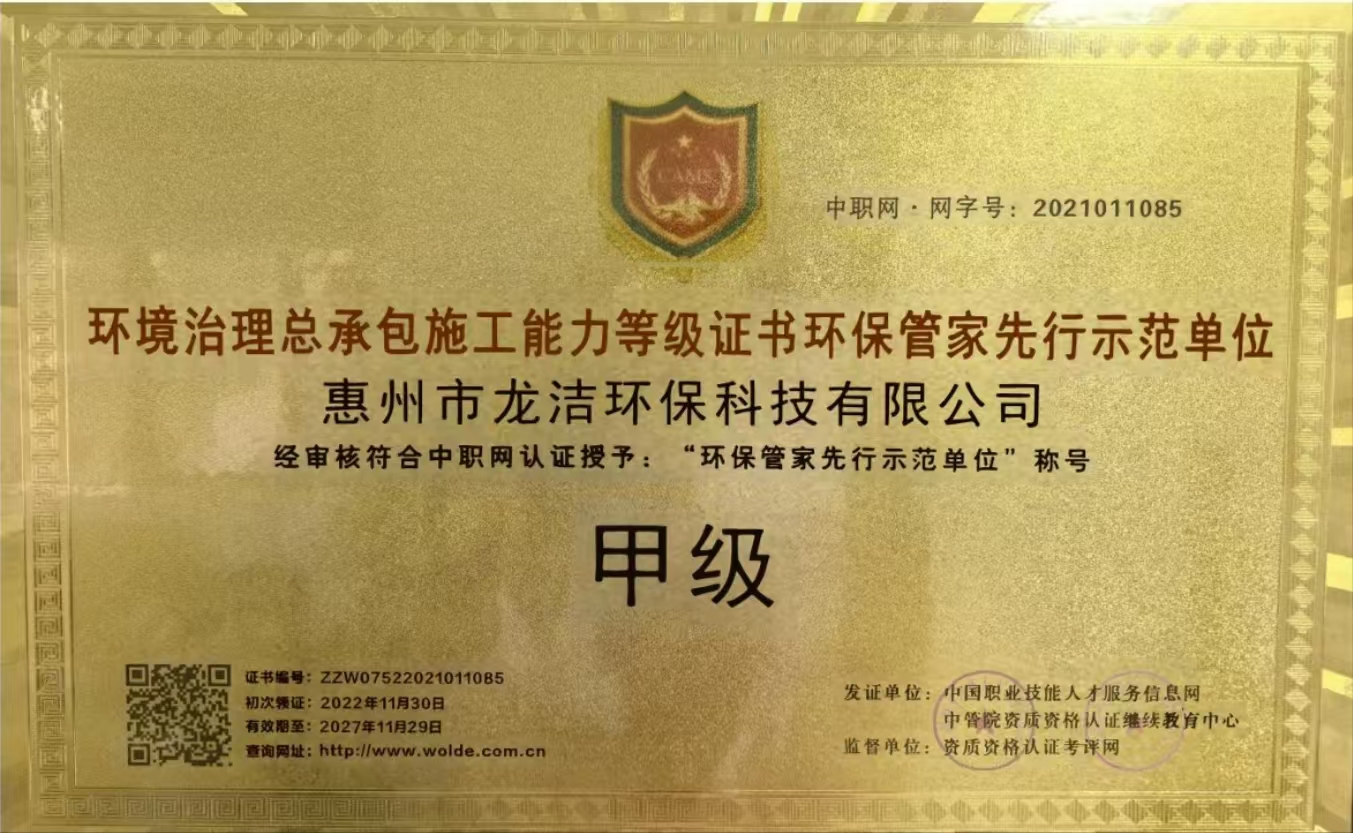 CAMS
中职网·网字号：2021011085
环境治理总承包施工能力等级证书环保管家先行示范单位
惠州市龙洁环保科技有限公司
经审核符合中职网认证授予：“环保管家先行示范单位”称号
甲级
证书编号：ZZW07522021011085
初次领证：2022年11月30日
有效期至：2027年11月29日
查询网址：http://www.wolde.com.cn
发证单位：中国职业技能人才服务信息网
中管院资质资格认证继续教育中心
监督单位：资质资格认证考评网